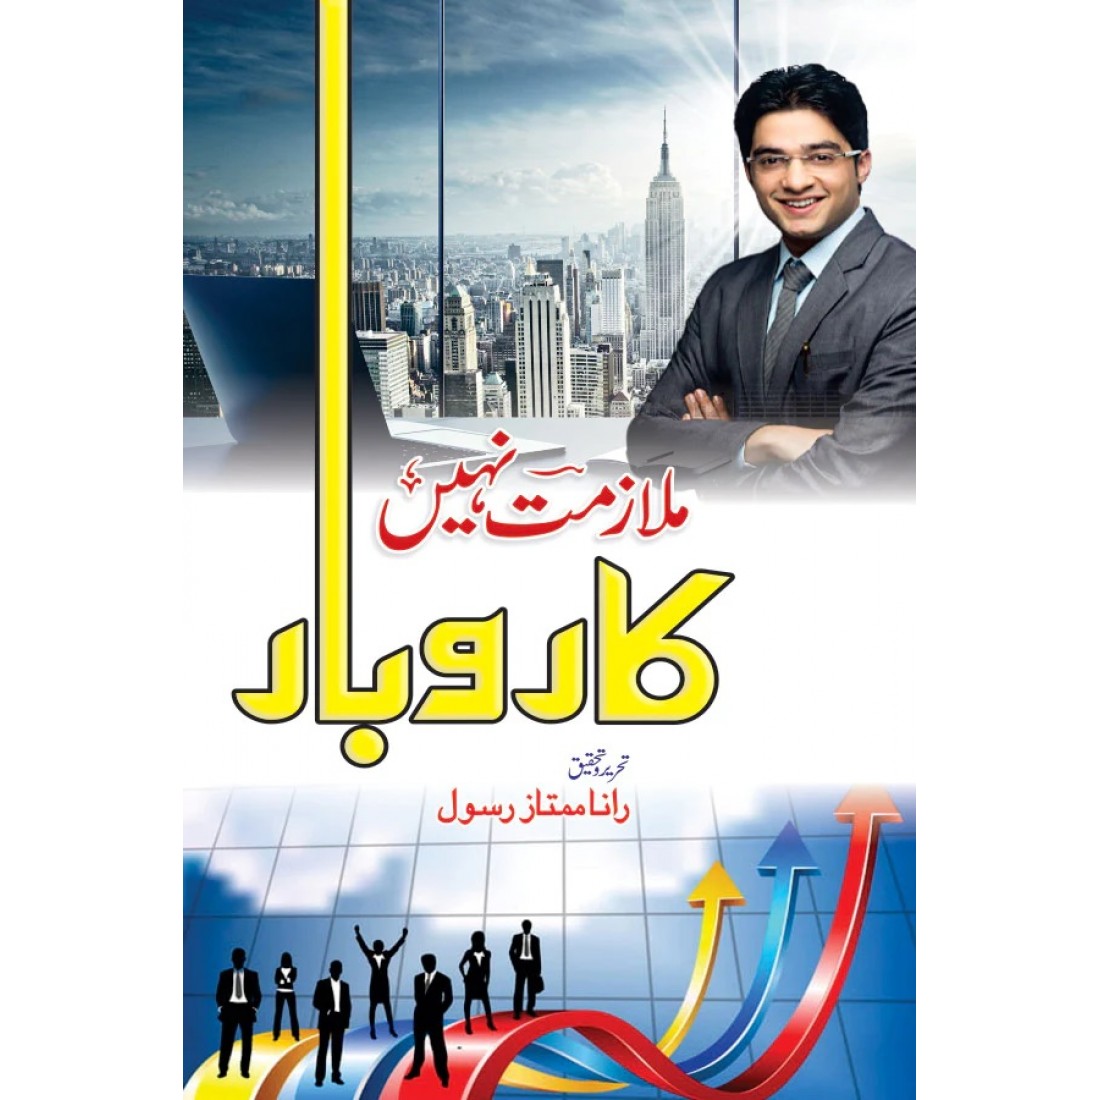 ملازمت نہیں
کاروبار
تحریر و تحقیق
رانا ممتاز رسول